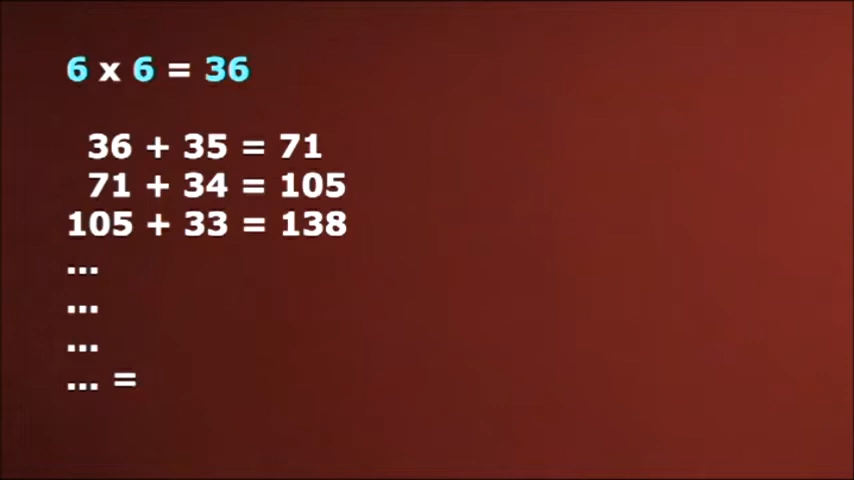 6 x 6 = 36
36 + 35 = 71
71 + 34 = 105
105 + 33 = 138
...
...
...
... =